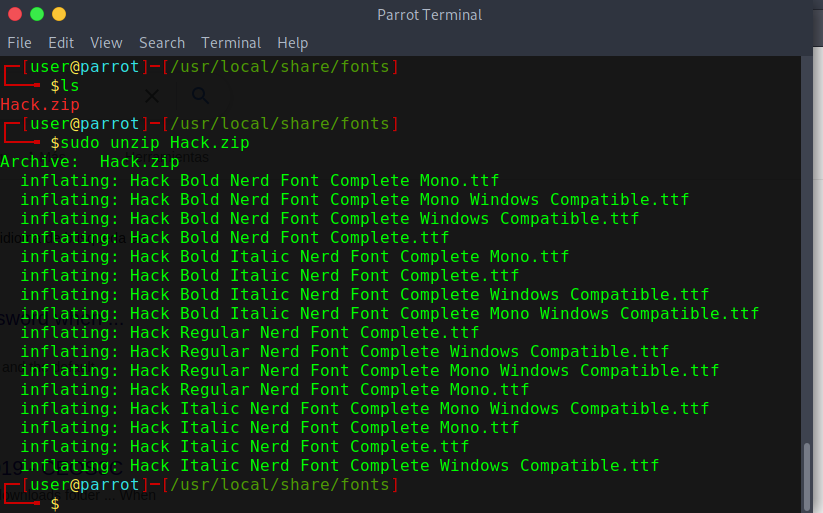 Parrot Terminal
File Edit View Search Terminal Help
┌─[user@parrot]─[/usr/local/share/fonts]
└──╼ $ls
Hack.zip
┌─[user@parrot]─[/usr/local/share/fonts]
└──╼ $sudo unzip Hack.zip
Archive:  Hack.zip
  inflating: Hack Bold Nerd Font Complete Mono.ttf
  inflating: Hack Bold Nerd Font Complete Mono Windows Compatible.ttf
  inflating: Hack Bold Nerd Font Complete Windows Compatible.ttf
  inflating: Hack Bold Nerd Font Complete.ttf
  inflating: Hack Bold Italic Nerd Font Complete Mono.ttf
  inflating: Hack Bold Italic Nerd Font Complete.ttf
  inflating: Hack Bold Italic Nerd Font Complete Windows Compatible.ttf
  inflating: Hack Bold Italic Nerd Font Complete Mono Windows Compatible.ttf
  inflating: Hack Regular Nerd Font Complete.ttf
  inflating: Hack Regular Nerd Font Complete Windows Compatible.ttf
  inflating: Hack Regular Nerd Font Complete Mono Windows Compatible.ttf
  inflating: Hack Regular Nerd Font Complete Mono.ttf
  inflating: Hack Italic Nerd Font Complete Mono Windows Compatible.ttf
  inflating: Hack Italic Nerd Font Complete Mono.ttf
  inflating: Hack Italic Nerd Font Complete.ttf
  inflating: Hack Italic Nerd Font Complete Windows Compatible.ttf
┌─[user@parrot]─[/usr/local/share/fonts]
└──╼ $